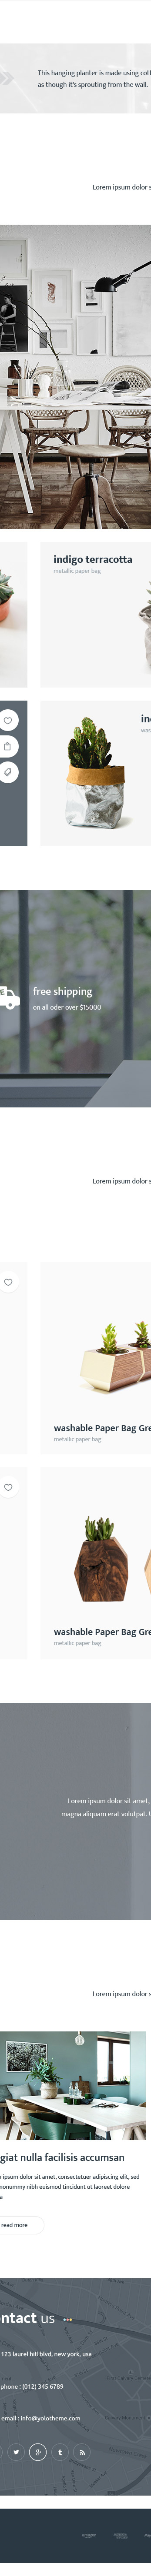 This hanging planter is made using cott
as though it's sprouting from the wall.
Lorem ipsum dolor s
indigo terracotta
metallic paper bag
in
was
free shipping
on all oder over $15000
Lorem ipsum dolor s
washable Paper Bag Gre
metallic paper bag
washable Paper Bag Gre
metallic paper bag
Lorem ipsum dolor sit amet,
magna aliquam erat volutpat. I
Lorem ipsum dolor s
giat nulla facilisis accumsan
n ipsum dolor sit amet, consectetuer adipiscing elit, sed
nonummy nibh euismod tincidunt ut laoreet dolore
a
read more
ntact us
123 laurel hill blvd, new york, usa
phone : (012) 345 6789
email : info@yolotheme.com